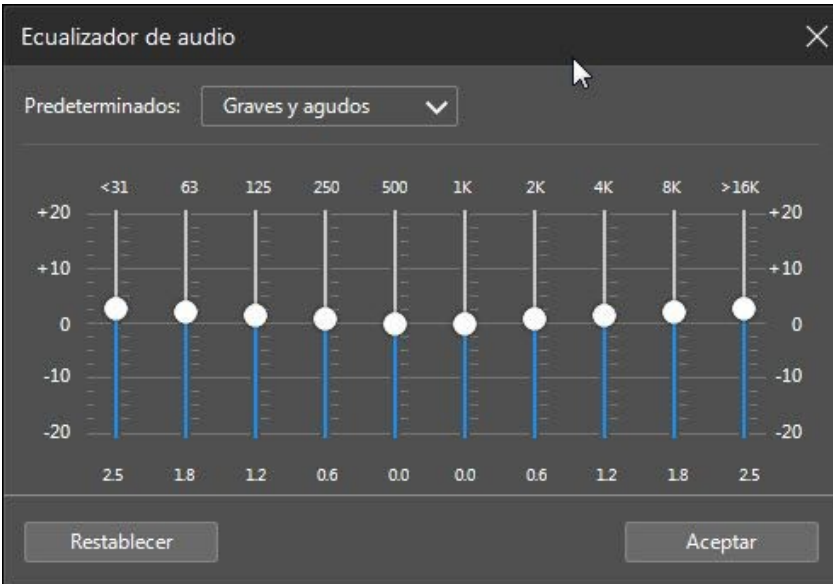 Ecualizador de audio
Predeterminados: Graves y agudos
<31 63 125 250 500 1K 2K 4K 8K >16K
+20 +20
+10 +10
0 0
-10 -10
-20 -20
2.5 1.8 1.2 0.6 0.0 0.0 0.6 1.2 1.8 2.5
Restablecer Aceptar